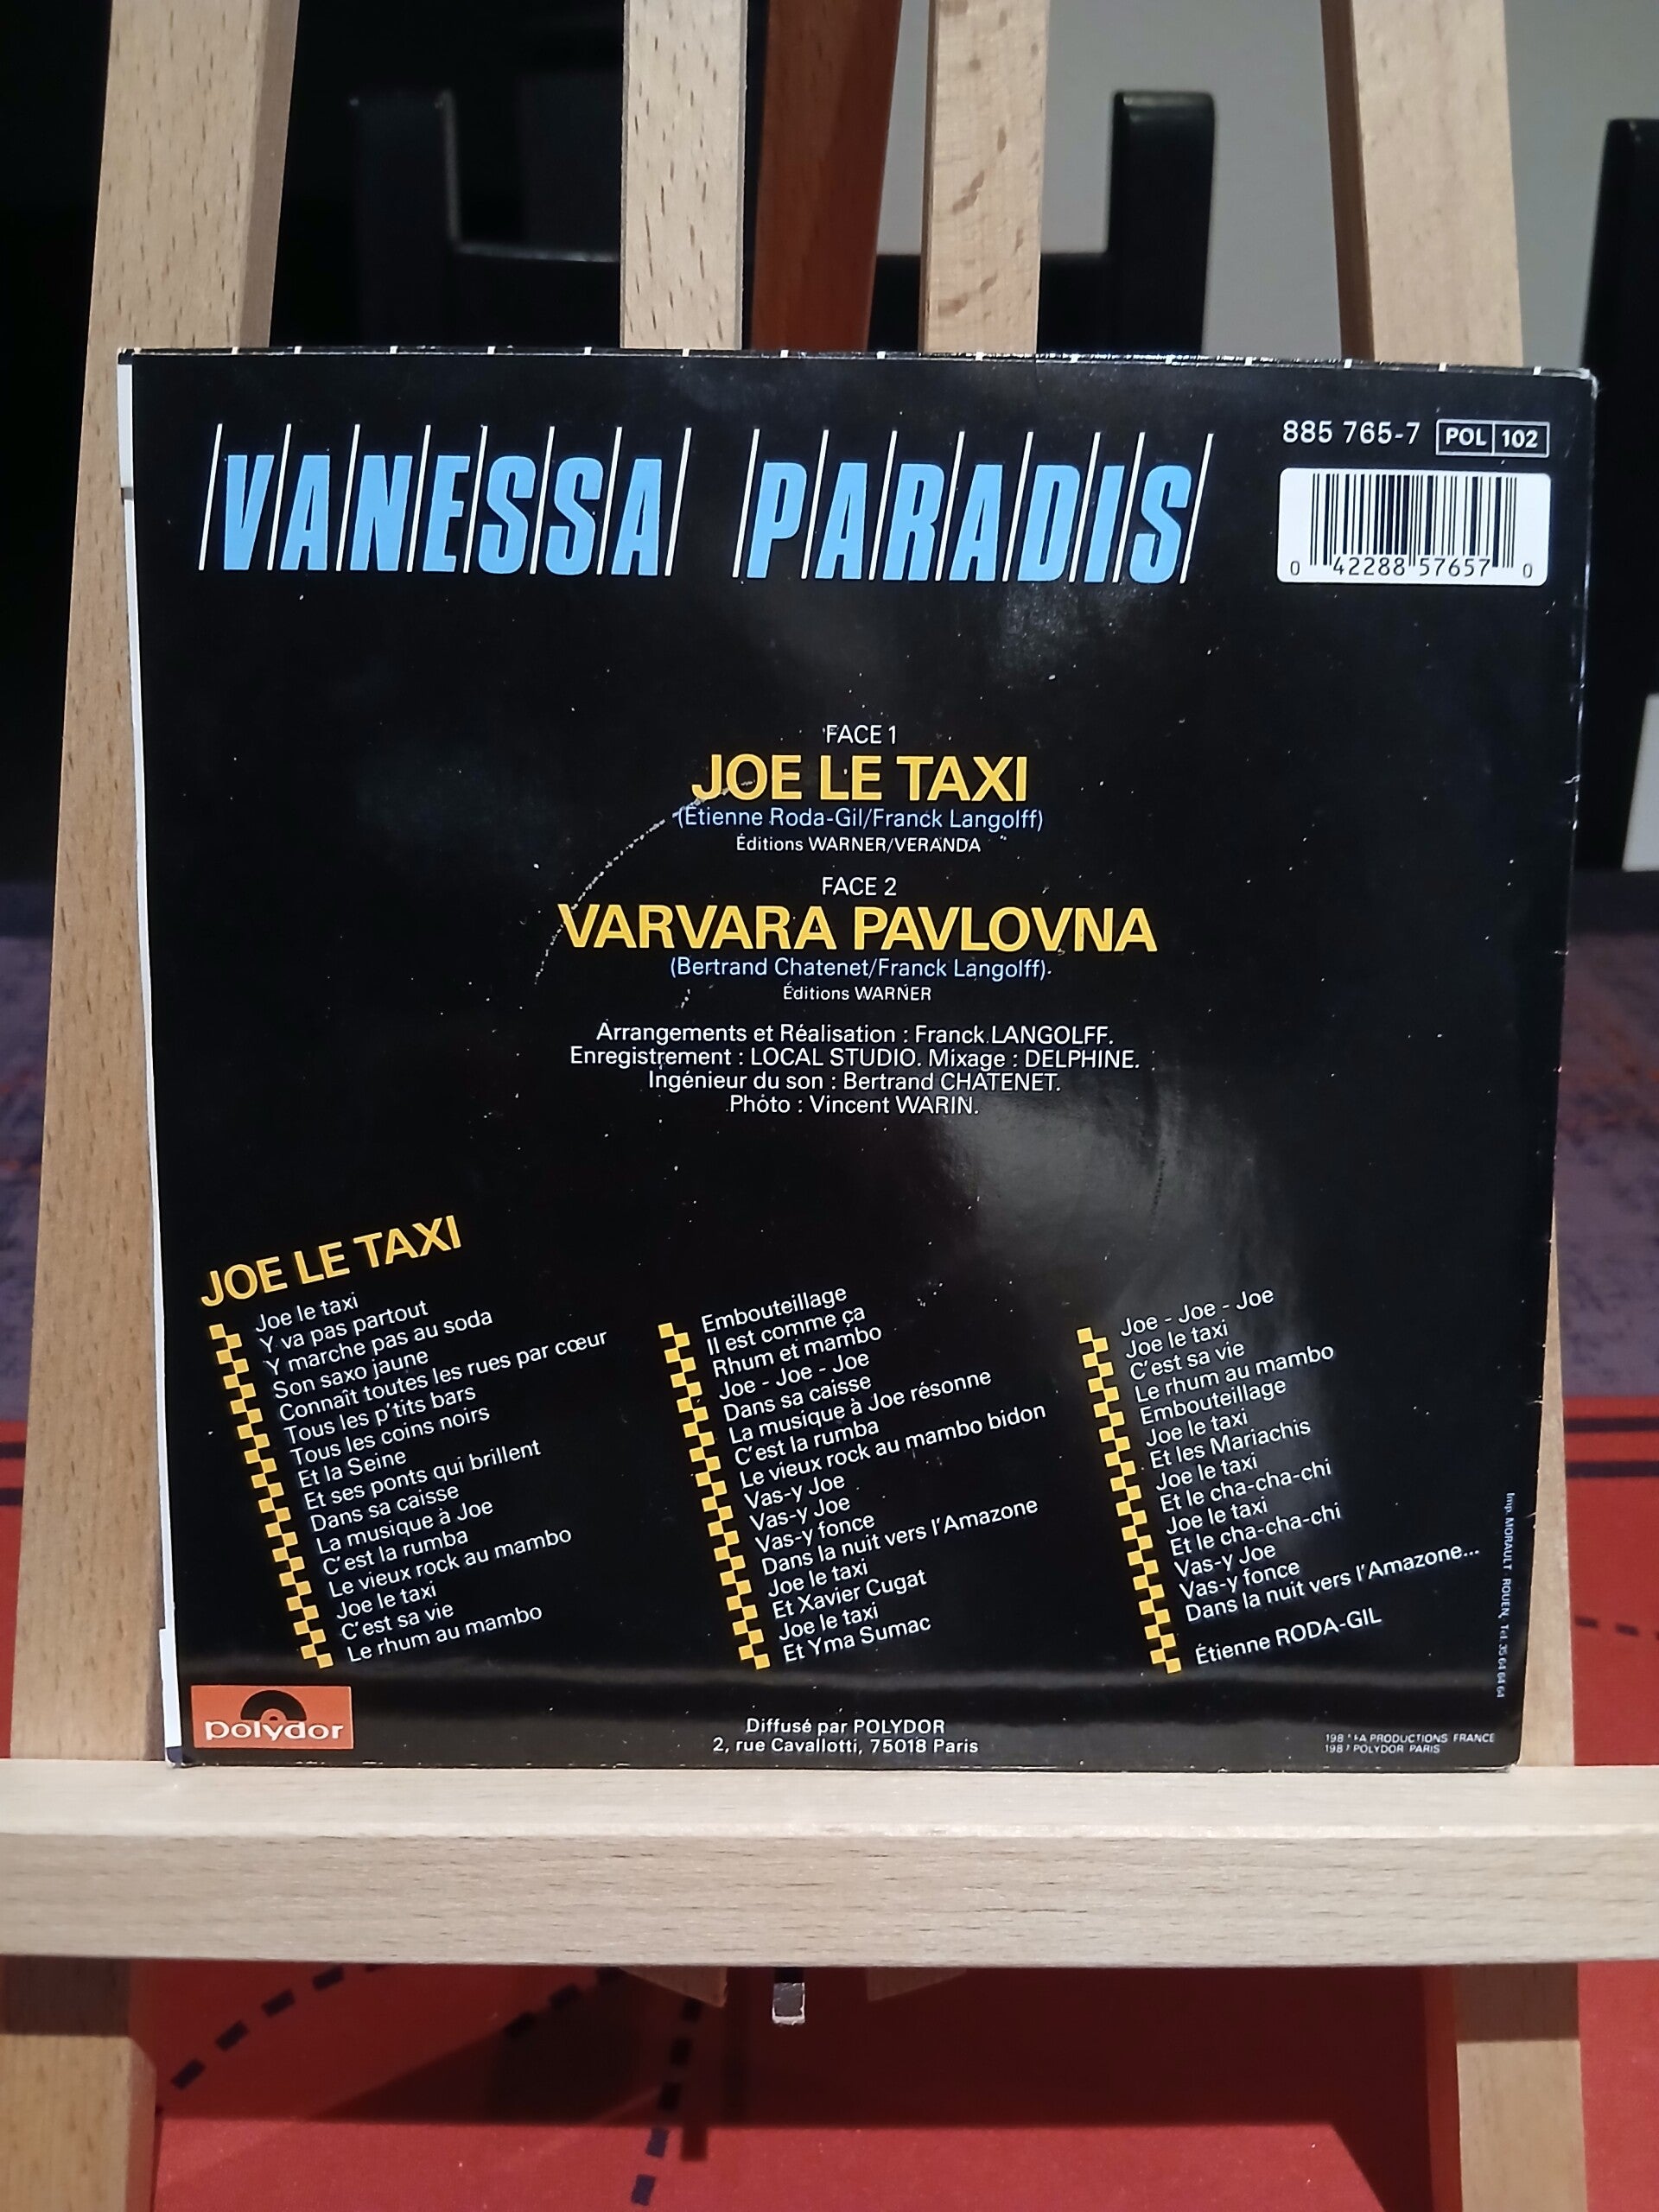 VANESSA PARADIS
885 765-7 POL 102
0 42288 57657 0
FACE 1
JOE LE TAXI
(Étienne Roda-Gil/Franck Langolff)
Éditions WARNER/VERANDA
FACE 2
VARVARA PAVLOVNA
(Bertrand Chatenet/Franck Langolff)
Éditions WARNER
Arrangements et Réalisation : Franck LANGOLFF.
Enregistrement : LOCAL STUDIO. Mixage : DELPHINE.
Ingénieur du son : Bertrand CHATENET.
Photo : Vincent WARIN.
JOE LE TAXI
Joe le taxi
Y va pas partout
Y marche pas au soda
Son saxo jaune
Connaît toutes les rues par cœur
Tous les p'tits bars
Tous les coins noirs
Et la Seine
Et ses ponts qui brillent
Dans sa caisse
La musique à Joe
C'est la rumba
Le vieux rock au mambo
Joe le taxi
C'est sa vie
Le rhum au mambo
Embouteillage
Il est comme ça
Rhum et mambo
Joe - Joe - Joe
Dans sa caisse
La musique à Joe résonne
C'est la rumba
Le vieux rock au mambo bidon
Vas-y Joe
Vas-y Joe
Vas-y fonce
Dans la nuit vers l'Amazone
Joe le taxi
Et Xavier Cugat
Joe le taxi
Et Yma Sumac
Joe - Joe - Joe
Joe le taxi
C'est sa vie
Le rhum au mambo
Embouteillage
Joe le taxi
Et les Mariachis
Joe le taxi
Et le cha-cha-chi
Joe le taxi
Et le cha-cha-chi
Vas-y Joe
Vas-y fonce
Dans la nuit vers l'Amazone...
Étienne RODA-GIL
Imp. MORAULT - ROUEN, Tél. 35 64 64 64
polydor
Diffusé par POLYDOR
2, rue Cavallotti, 75018 Paris
PRODUCTIONS FRANCE
POLYDOR PARIS